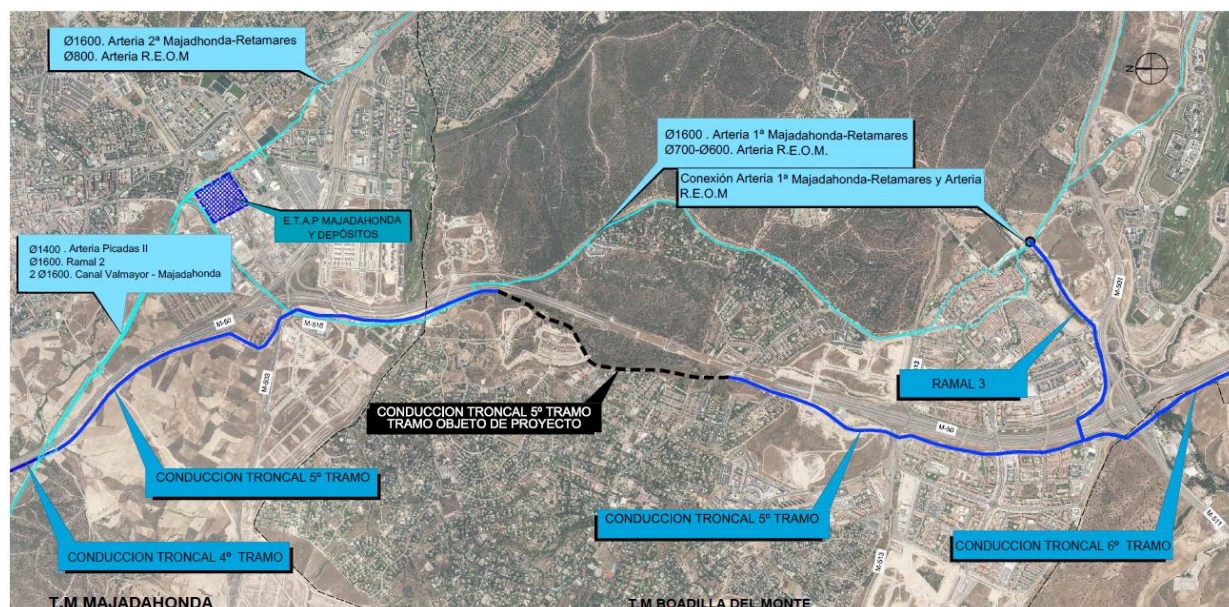 Ø1600. Arteria 2ª Majadhonda-Retamares
Ø800. Arteria R.E.O.M
N
Ø1600 . Arteria 1ª Majadahonda-Retamares
Ø700-Ø600. Arteria R.E.O.M.
Conexión Arteria 1ª Majadahonda-Retamares y Arteria
R.E.O.M
E.T.A.P MAJADAHONDA
Y DEPÓSITOS
Ø1400 . Arteria Picadas II
Ø1600. Ramal 2
2 Ø1600. Canal Valmayor - Majadahonda
M-50
M-516
M-503
M-501
RAMAL 3
CONDUCCION TRONCAL 5º TRAMO
TRAMO OBJETO DE PROYECTO
M-50
CONDUCCION TRONCAL 5º TRAMO
CONDUCCION TRONCAL 5º TRAMO
M-511
CONDUCCION TRONCAL 4º TRAMO
M-513
CONDUCCION TRONCAL 6º TRAMO
T.M MAJADAHONDA
T.M BOADILLA DEL MONTE